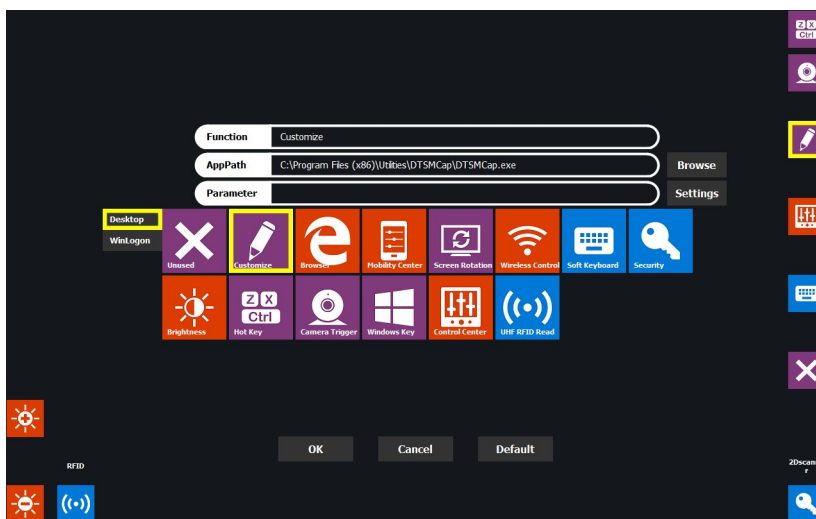 Z X
Ctrl
Function Customize
AppPath C:\Program Files (x86)\Utilities\DTSMCap\DTSMCap.exe Browse
Parameter Settings
Desktop
WinLogon
Unused Customize Browser Mobility Center Screen Rotation Wireless Control Soft Keyboard Security
Z X
Ctrl
Brightness Hot Key Camera Trigger Windows Key Control Center UHF RFID Read
OK Cancel Default
RFID 2Dscan
r